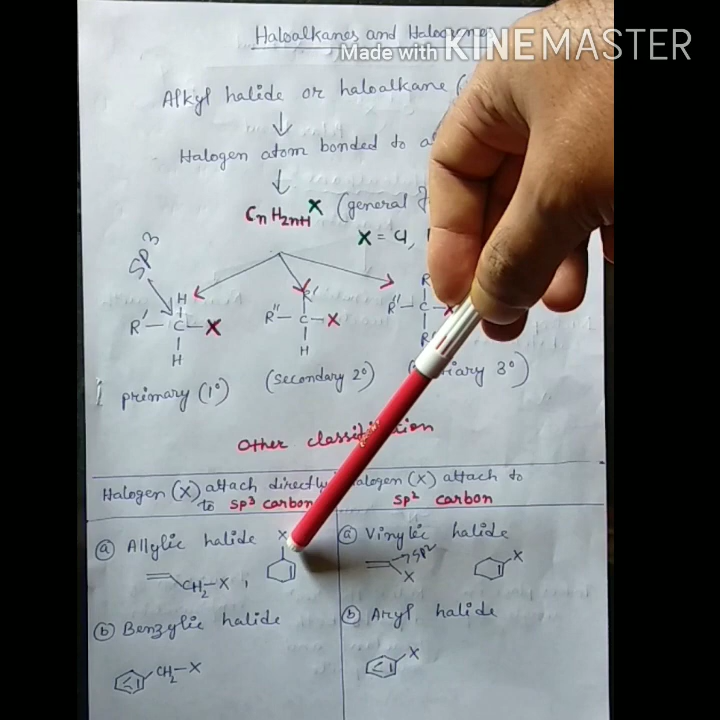 Haloalkanes and
Made with KINEMASTER
Alkyl halide or haloalkane (
Halogen atom bonded to
CnH2n+1X (general
X = Cl,
SP3
H
R' — C — X
H
R'
R'' — C — X
H
R
R'' — C — X
R
primary (1°)
(secondary 2°)
3°)
Other classification
Halogen (X) attach directly
to SP3 carbon
Halogen (X) attach to
SP2 carbon
(a) Allylic halide
X
CH2—X ,
(b) Benzylic halide
CH2—X
(a) Vinylic halide
SP2
X
X
(b) Aryl halide
X